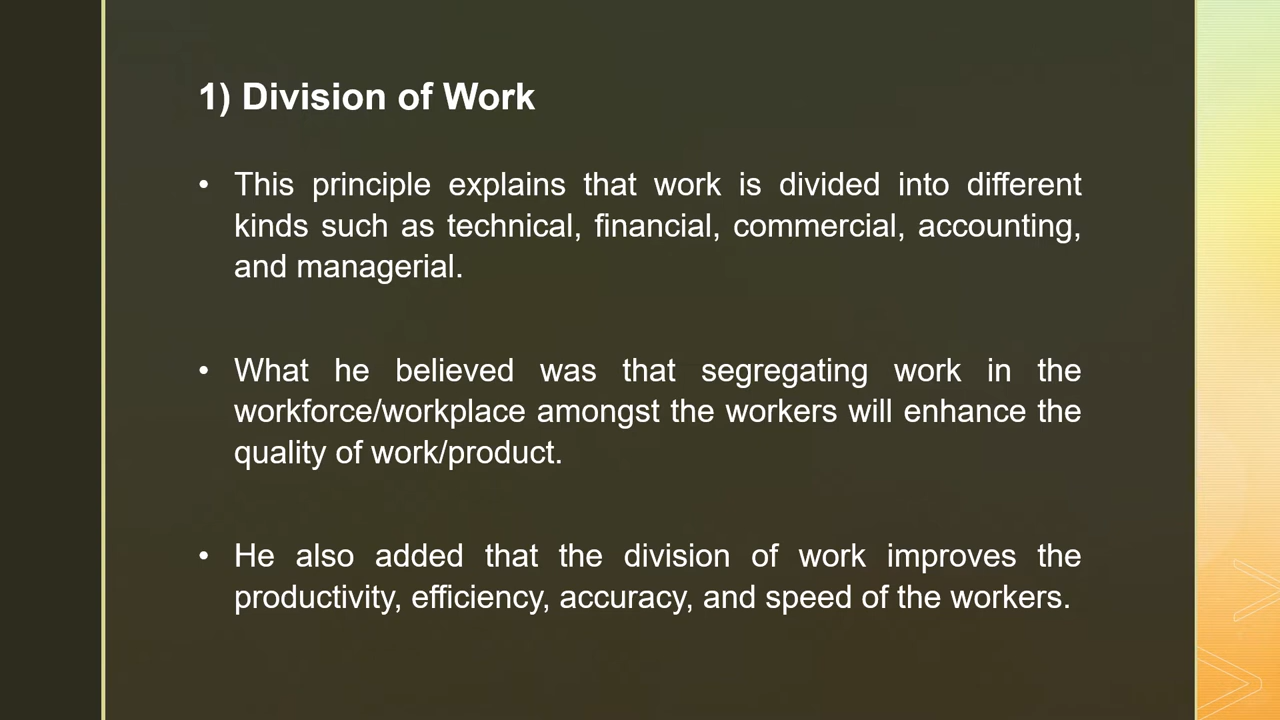 1) Division of Work
• This principle explains that work is divided into different
kinds such as technical, financial, commercial, accounting,
and managerial.
• What he believed was that segregating work in the
workforce/workplace amongst the workers will enhance the
quality of work/product.
• He also added that the division of work improves the
productivity, efficiency, accuracy, and speed of the workers.